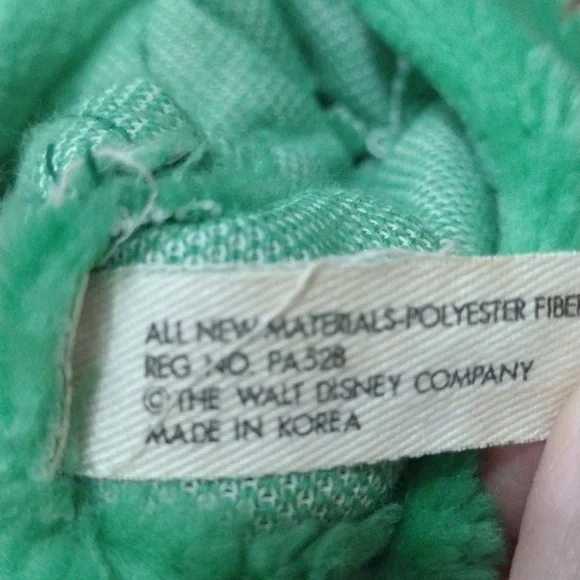 ALL NEW MATERIALS-POLYESTER FIBER
REG NO. PA528
© THE WALT DISNEY COMPANY
MADE IN KOREA